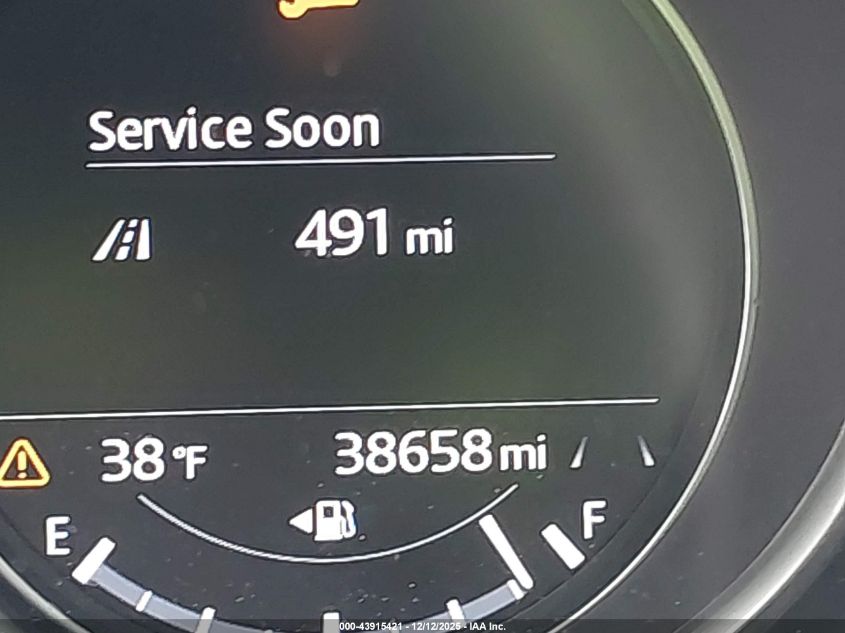 Service Soon
491 mi
38°F 38658 mi
E F
000-43915421 - 12/12/2025 - IAA Inc.